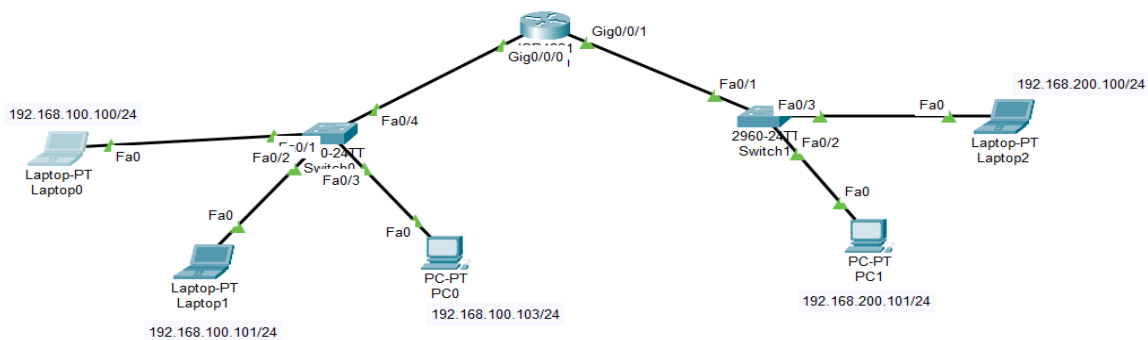 Gig0/0/1
Gig0/0/0
192.168.100.100/24
Fa0/4
Fa0/1
192.168.200.100/24
Fa0/3
Fa0
Fa0
Fa0/2
2960-24TT
Switch1
Fa0/2
Laptop-PT
Laptop2
Laptop-PT
Laptop0
Fa0/3
Fa0
Fa0
Fa0
PC-PT
PC1
Laptop-PT
Laptop1
PC-PT
PC0
192.168.200.101/24
192.168.100.103/24
192.168.100.101/24